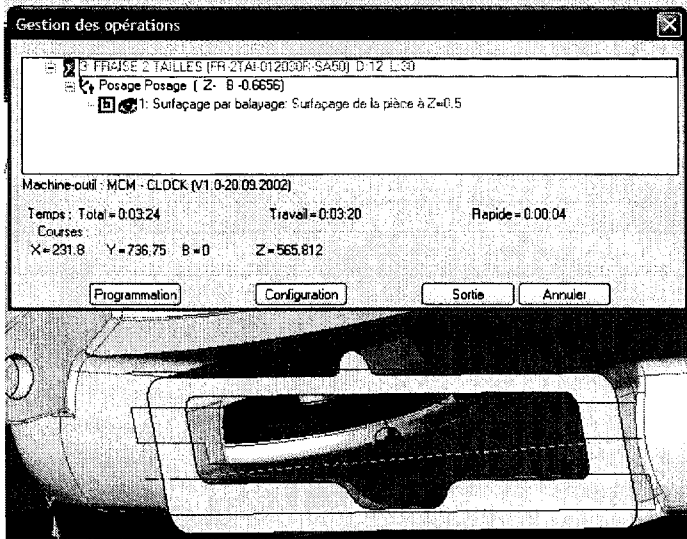 Gestion des opérations
3: FRAISE 2 TAILLES (FR-2TAI-012030R-SA50) D:12 L:30
Posage Posage ( Z- B -0.6656)
1: Surfaçage par balayage: Surfaçage de la pièce à Z=0.5
Machine-outil : MCM - CLOCK (V1.0-20.09.2002)
Temps : Total = 0:03:24 Travail = 0:03:20 Rapide = 0:00:04
Courses :
X=231.8 Y=736.75 B=0 Z=565.812
Programmation Configuration Sortie Annuler